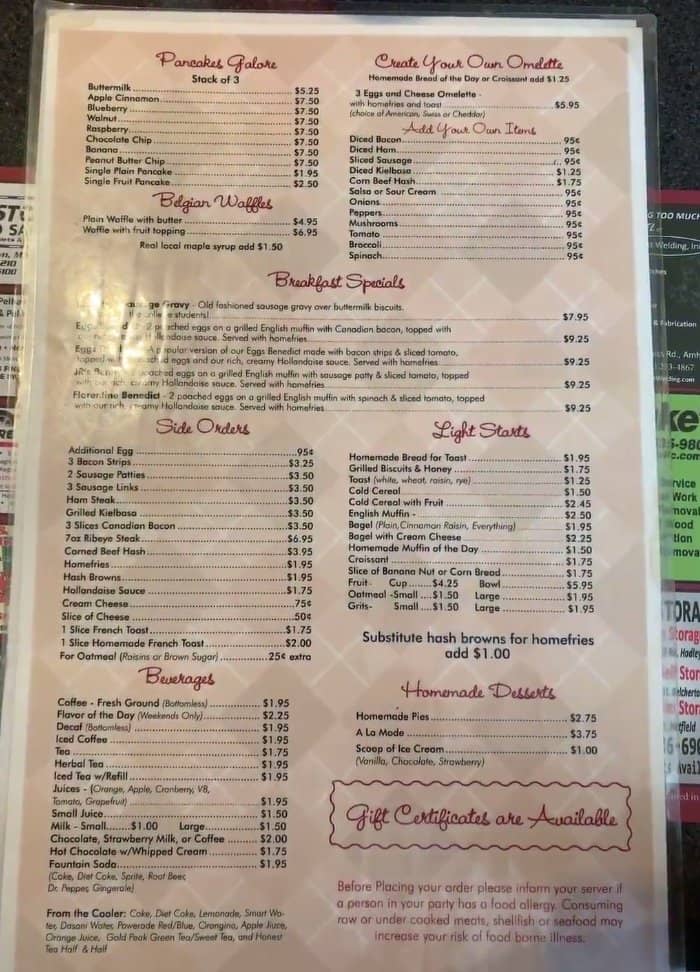 Pancakes Galore
Stack of 3
Buttermilk $5.25
Apple Cinnamon $7.50
Blueberry $7.50
Walnut $7.50
Raspberry $7.50
Chocolate Chip $7.50
Banana $7.50
Peanut Butter Chip $7.50
Single Plain Pancake $1.95
Single Fruit Pancake $2.50
Belgian Waffles
Plain Waffle with butter $4.95
Waffle with fruit topping $6.95
Real local maple syrup add $1.50
Create Your Own Omelette
Homemade Bread of the Day or Croissant add $1.25
3 Eggs and Cheese Omelette -
with homefries and toast $5.95
(choice of American, Swiss or Cheddar)
Add Your Own Items
Diced Bacon 95¢
Diced Ham 95¢
Sliced Sausage 95¢
Diced Kielbasa $1.25
Corn Beef Hash $1.75
Salsa or Sour Cream 95¢
Onions 95¢
Peppers 95¢
Mushrooms 95¢
Tomato 95¢
Broccoli 95¢
Spinach 95¢
Breakfast Specials
Gravy - Old fashioned sausage gravy over buttermilk biscuits.
students! $7.95
2 poached eggs on a grilled English muffin with Canadian bacon, topped with
Hollandaise sauce. Served with homefries $9.25
popular version of our Eggs Benedict made with bacon strips & sliced tomato,
eggs and our rich, creamy Hollandaise sauce. Served with homefries $9.25
poached eggs on a grilled English muffin with sausage patty & sliced tomato, topped
with our rich, creamy Hollandaise sauce. Served with homefries $9.25
Florentine Benedict - 2 poached eggs on a grilled English muffin with spinach & sliced tomato, topped
with our rich, creamy Hollandaise sauce. Served with homefries $9.25
Side Orders
Additional Egg .95¢
3 Bacon Strips $3.25
2 Sausage Patties $3.50
3 Sausage Links $3.50
Ham Steak $3.50
Grilled Kielbasa $3.50
3 Slices Canadian Bacon $3.50
7oz Ribeye Steak $6.95
Corned Beef Hash $3.95
Homefries $1.95
Hash Browns $1.95
Hollandaise Sauce $1.75
Cream Cheese 75¢
Slice of Cheese 50¢
1 Slice French Toast $1.75
1 Slice Homemade French Toast $2.00
For Oatmeal (Raisins or Brown Sugar) 25¢ extra
Light Starts
Homemade Bread for Toast $1.95
Grilled Biscuits & Honey $1.75
Toast (white, wheat, raisin, rye) $1.25
Cold Cereal $1.50
Cold Cereal with Fruit $2.45
English Muffin - $2.50
Bagel (Plain, Cinnamon Raisin, Everything) $1.95
Bagel with Cream Cheese $2.25
Homemade Muffin of the Day $1.50
Croissant $1.75
Slice of Banana Nut or Corn Bread $1.75
Fruit- Cup $4.25 Bowl $5.95
Oatmeal -Small $1.50 Large $1.95
Grits- Small $1.50 Large $1.95
Substitute hash browns for homefries
add $1.00
Beverages
Coffee - Fresh Ground (Bottomless) $1.95
Flavor of the Day (Weekends Only) $2.25
Decaf (Bottomless) $1.95
Iced Coffee $1.95
Tea $1.75
Herbal Tea $1.95
Iced Tea w/Refill $1.95
Juices - (Orange, Apple, Cranberry, V8,
Tomato, Grapefruit) $1.95
Small Juice $1.50
Milk - Small $1.00 Large $1.50
Chocolate, Strawberry Milk, or Coffee $2.00
Hot Chocolate w/Whipped Cream $1.75
Fountain Soda $1.95
(Coke, Diet Coke, Sprite, Root Beer,
Dr. Pepper, Gingerale)
From the Cooler: Coke, Diet Coke, Lemonade, Smart Wa-
ter, Dasani Water, Powerade Red/Blue, Orangina, Apple Juice,
Orange Juice, Gold Peak Green Tea/Sweet Tea, and Honest
Tea Half & Half
Homemade Desserts
Homemade Pies $2.75
A La Mode $3.75
Scoop of Ice Cream $1.00
(Vanilla, Chocolate, Strawberry)
Gift Certificates are Available
Before Placing your order please inform your server if
a person in your party has a food allergy. Consuming
raw or under cooked meats, shellfish or seafood may
increase your risk of food borne illness.
G TOO MUCH
Welding, Inc
Fabrication
Rd., Amh
-4867